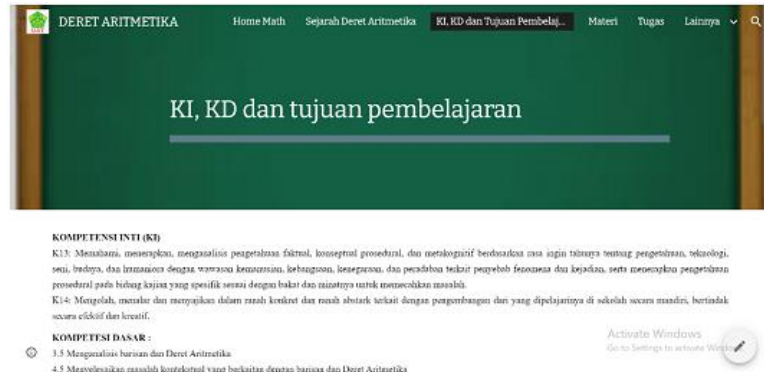 DERET ARITMETIKA
Home Math Sejarah Deret Aritmetika KI, KD dan Tujuan Pembelaj... Materi Tugas Lainnya
KI, KD dan tujuan pembelajaran
KOMPETENSI INTI (KI)
K13: Memahami, menerapkan, menganalisis pengetahuan faktual, konseptual prosedural, dan metakognitif berdasarkan rasa ingin tahunya tentang pengetahuan, teknologi,
seni, budaya, dan humaniora dengan wawasan kemanusian, kebangsaan, kenegaraan, dan peradaban terkait penyebab fenomena dan kejadian, serta menerapkan pengetahuan
prosedural pada bidang kajian yang spesifik sesuai dengan bakat dan minatnya untuk memecahkan masalah.
K14: Mengolah, menalar dan menyajikan dalam ranah konkret dan ranah abstark terkait dengan pengembangan dari yang dipelajarinya di sekolah secara mandiri, bertindak
secara efektif dan kreatif.
KOMPETESI DASAR :
3.5 Menganalisis barisan dan Deret Aritmetika
4.5 Menyelesaikan masalah kontekstual yang berkaitan dengan barisan dan Deret Aritmetika
Activate Windows
Go to Settings to activate